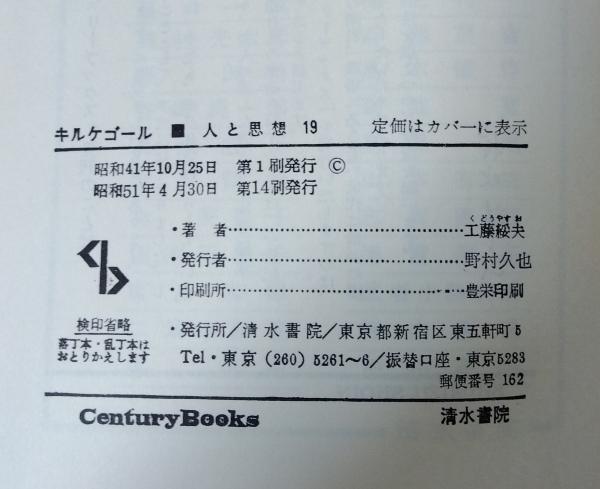 キルケゴール ■ 人と思想 19 定価はカバーに表示
昭和41年10月25日 第1刷発行 ©
昭和51年4月30日 第14刷発行
・著者……………………………………工藤綏夫
くどうやすお
・発行者……………………………………野村久也
・印刷所……………………………………豊栄印刷
検印省略
落丁本・乱丁本は
おとりかえします
・発行所/清水書院/東京都新宿区東五軒町5
Tel・東京(260)5261~6/振替口座・東京5283
郵便番号 162
CenturyBooks 清水書院